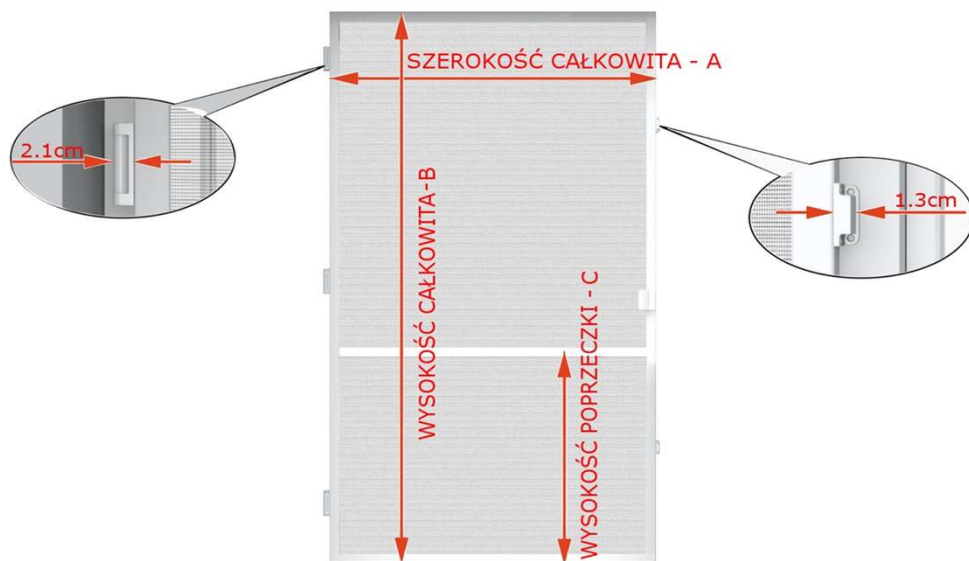 SZEROKOŚĆ CAŁKOWITA - A
2.1cm
1.3cm
WYSOKOŚĆ CAŁKOWITA-B
WYSOKOŚĆ POPRZECZKI - C